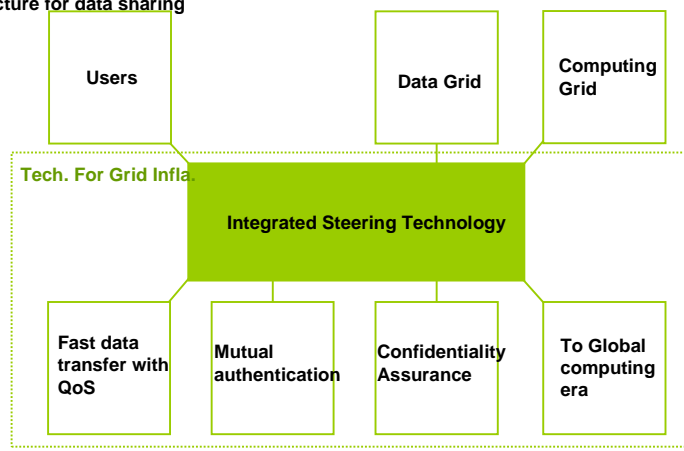 cture for data sharing
Users
Data Grid
Computing
Grid
Tech. For Grid Infla.
Integrated Steering Technology
Fast data
transfer with
QoS
Mutual
authentication
Confidentiality
Assurance
To Global
computing
era